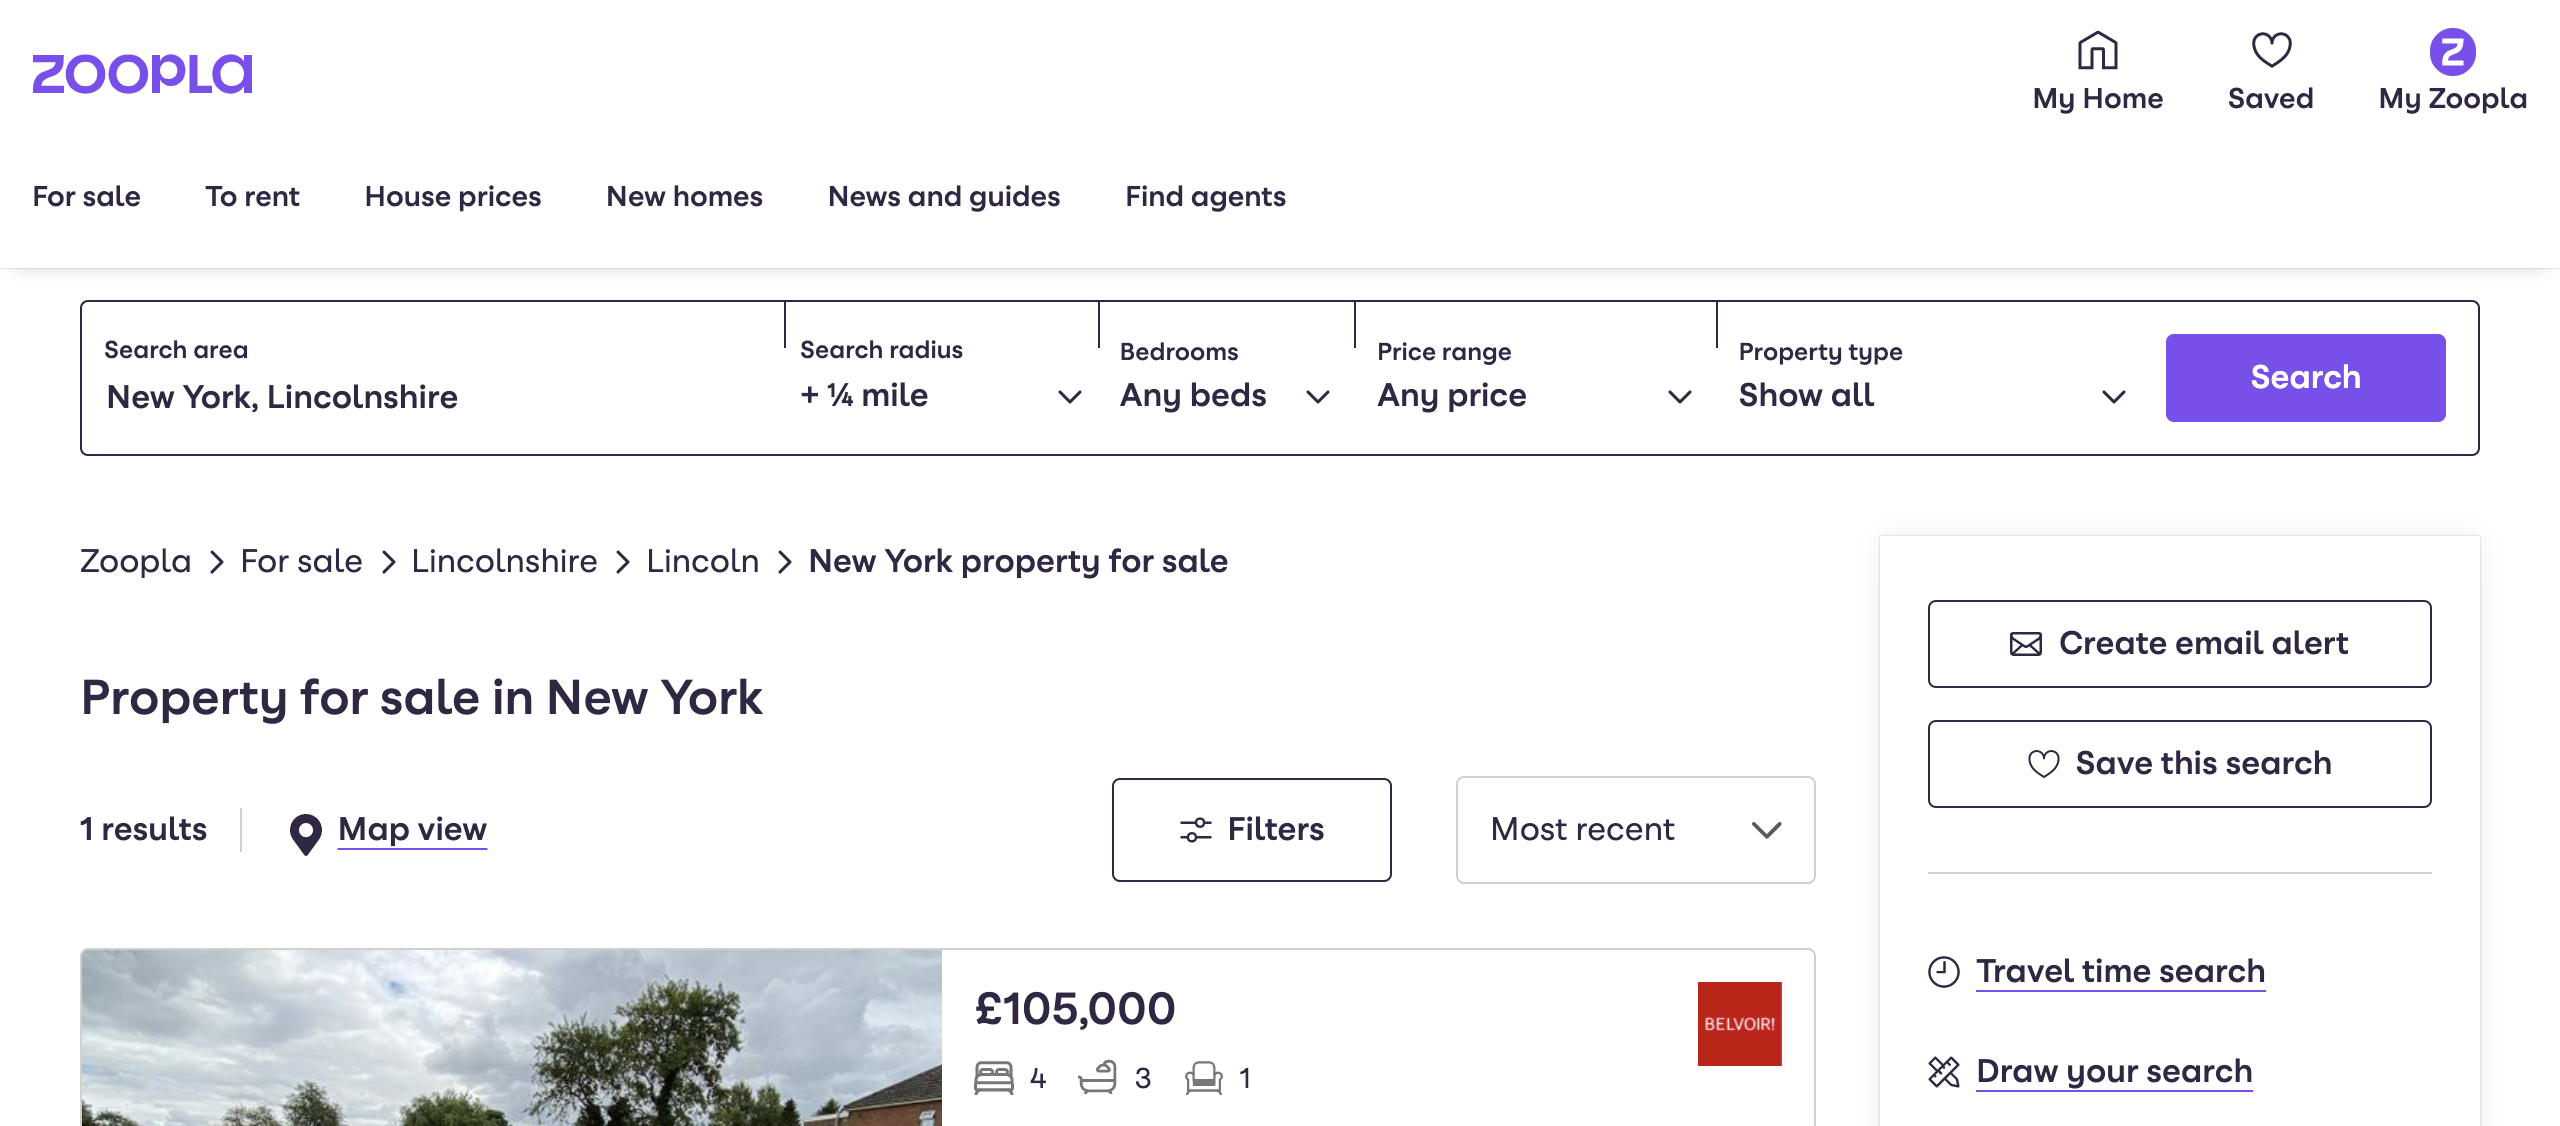 zoopla
My Home
Saved
Z
My Zoopla
For sale
To rent
House prices
New homes
News and guides
Find agents
Search area
New York, Lincolnshire
Search radius
+ ¼ mile
Bedrooms
Any beds
Price range
Any price
Property type
Show all
Search
Zoopla > For sale > Lincolnshire > Lincoln > New York property for sale
Property for sale in New York
1 results
Map view
Filters
Most recent
£105,000
4
3
1
BELVOIR!
Create email alert
Save this search
Travel time search
Draw your search